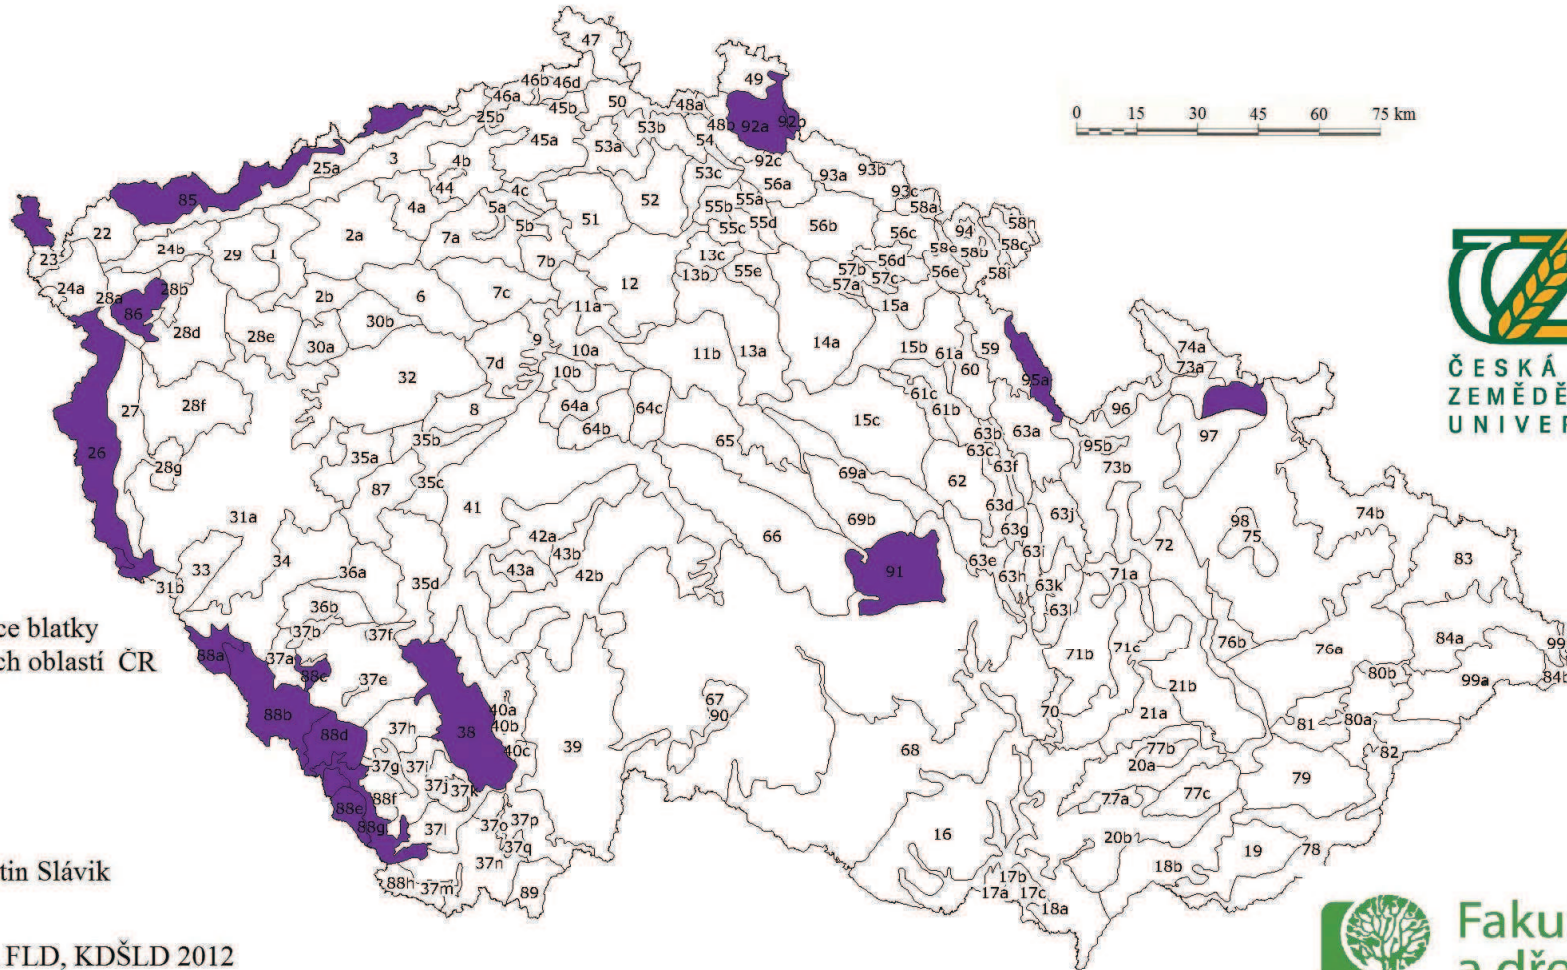 47
49
46b 46d
46a
50
48a
25b
45b
48b
92a
92b
53b
54
45a
53a
3
4b
25a
92c
93b
93a
53c
56a
44
4c
52
93c
85
4a
5a
55b
55a
58a
51
5b
55c
55d
56b
58h
22
2a
7a
56c
94
24b
29
1
58e
58b
58c
23
7b
13c
56d
12
13b
55e
57b
57c
56e
58i
24a
28a
28b
2b
6
7c
57a
11a
15a
86
30b
28d
28e
30a
9
14a
74a
10a
11b
13a
15b
61a
59
7d
60
73a
32
10b
95a
27
28f
64a
64c
61c
96
8
61b
15c
64b
65
63b
63a
97
26
35b
63c
95b
28g
35a
63f
73b
69a
87
35c
62
41
63d
31a
69b
63j
74b
98
63g
42a
66
75
72
34
43b
63i
83
33
36a
43a
42b
63e
91
71a
31b
35d
63h
63k
36b
63l
ce blatky
37b
37f
84a
99
88a
37a
71b
71c
76b
76a
ch oblastí ČR
88c
37e
99a
84b
80b
21b
67
88b
40a
90
70
21a
80a
37h
40b
81
88d
38
40c
39
68
77b
82
37g
37i
20a
79
37j
37k
77a
77c
88e
88f
88g
37l
37o
37p
16
20b
37q
19
78
37n
18b
tin Slávik
88h
37m
89
17b
17a
17c
18a
FLD, KDŠLD 2012
0 15 30 45 60 75 km
ČESKÁ
ZEMĚDĚ
UNIVER
Faku
a dře